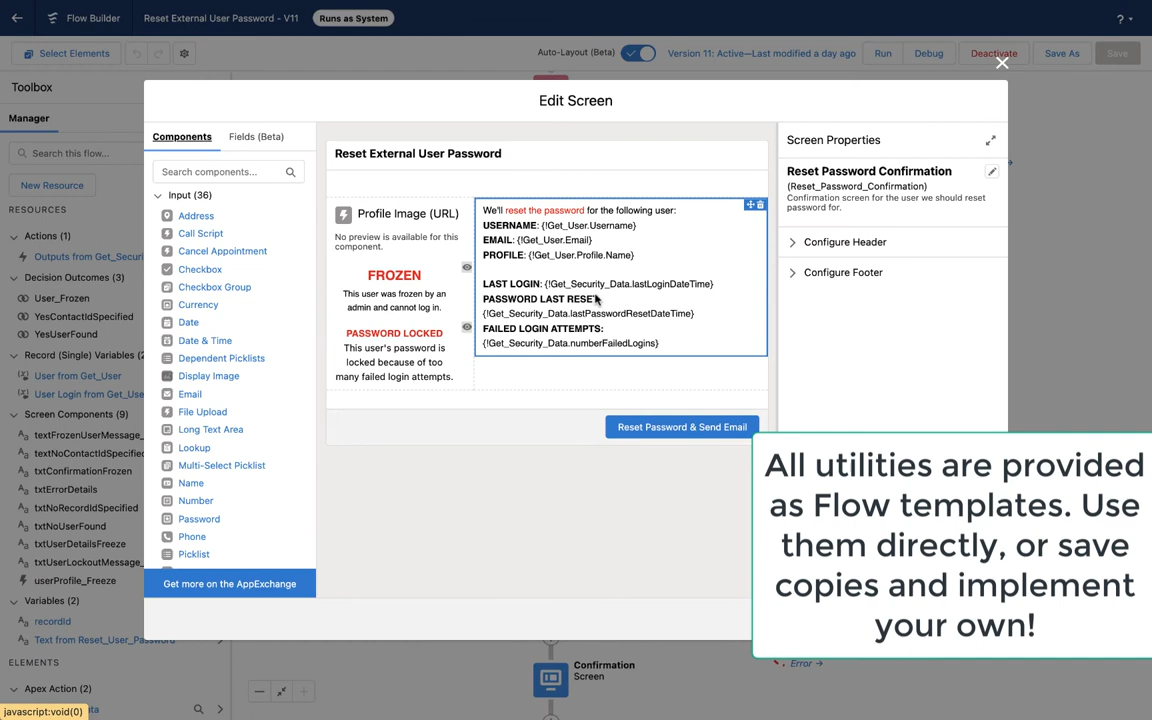 Flow Builder
Reset External User Password - V11
Runs as System
?
Select Elements
Auto-Layout (Beta)
Version 11: Active—Last modified a day ago
Run
Debug
Deactivate
Save As
Save
Toolbox
Manager
Search this flow...
New Resource
RESOURCES
Actions (1)
Outputs from Get_Securi
Decision Outcomes (3)
User_Frozen
YesContactIdSpecified
YesUserFound
Record (Single) Variables (2
User from Get_User
User Login from Get_Use
Screen Components (9)
textFrozenUserMessage_
textNoContactIdSpecified
txtConfirmationFrozen
txtErrorDetails
txtNoRecordIdSpecified
txtNoUserFound
txtUserDetailsFreeze
txtUserLockoutMessage_
userProfile_Freeze
Variables (2)
recordId
Text from Reset_User_Password
ELEMENTS
Apex Action (2)
javascript:void(0)
Edit Screen
Components
Fields (Beta)
Search components...
Input (36)
Address
Call Script
Cancel Appointment
Checkbox
Checkbox Group
Currency
Date
Date & Time
Dependent Picklists
Display Image
Email
File Upload
Long Text Area
Lookup
Multi-Select Picklist
Name
Number
Password
Phone
Picklist
Get more on the AppExchange
Reset External User Password
Profile Image (URL)
No preview is available for this
component.
FROZEN
This user was frozen by an
admin and cannot log in.
PASSWORD LOCKED
This user's password is
locked because of too
many failed login attempts.
We'll reset the password for the following user:
USERNAME: {!Get_User.Username}
EMAIL: {!Get_User.Email}
PROFILE: {!Get_User.Profile.Name}
LAST LOGIN: {!Get_Security_Data.lastLoginDateTime}
PASSWORD LAST RESET
{!Get_Security_Data.lastPasswordResetDateTime}
FAILED LOGIN ATTEMPTS:
{!Get_Security_Data.numberFailedLogins}
Reset Password & Send Email
Screen Properties
Reset Password Confirmation
(Reset_Password_Confirmation)
Confirmation screen for the user we should reset
password for.
Configure Header
Configure Footer
All utilities are provided
as Flow templates. Use
them directly, or save
copies and implement
your own!
Confirmation
Screen
Error